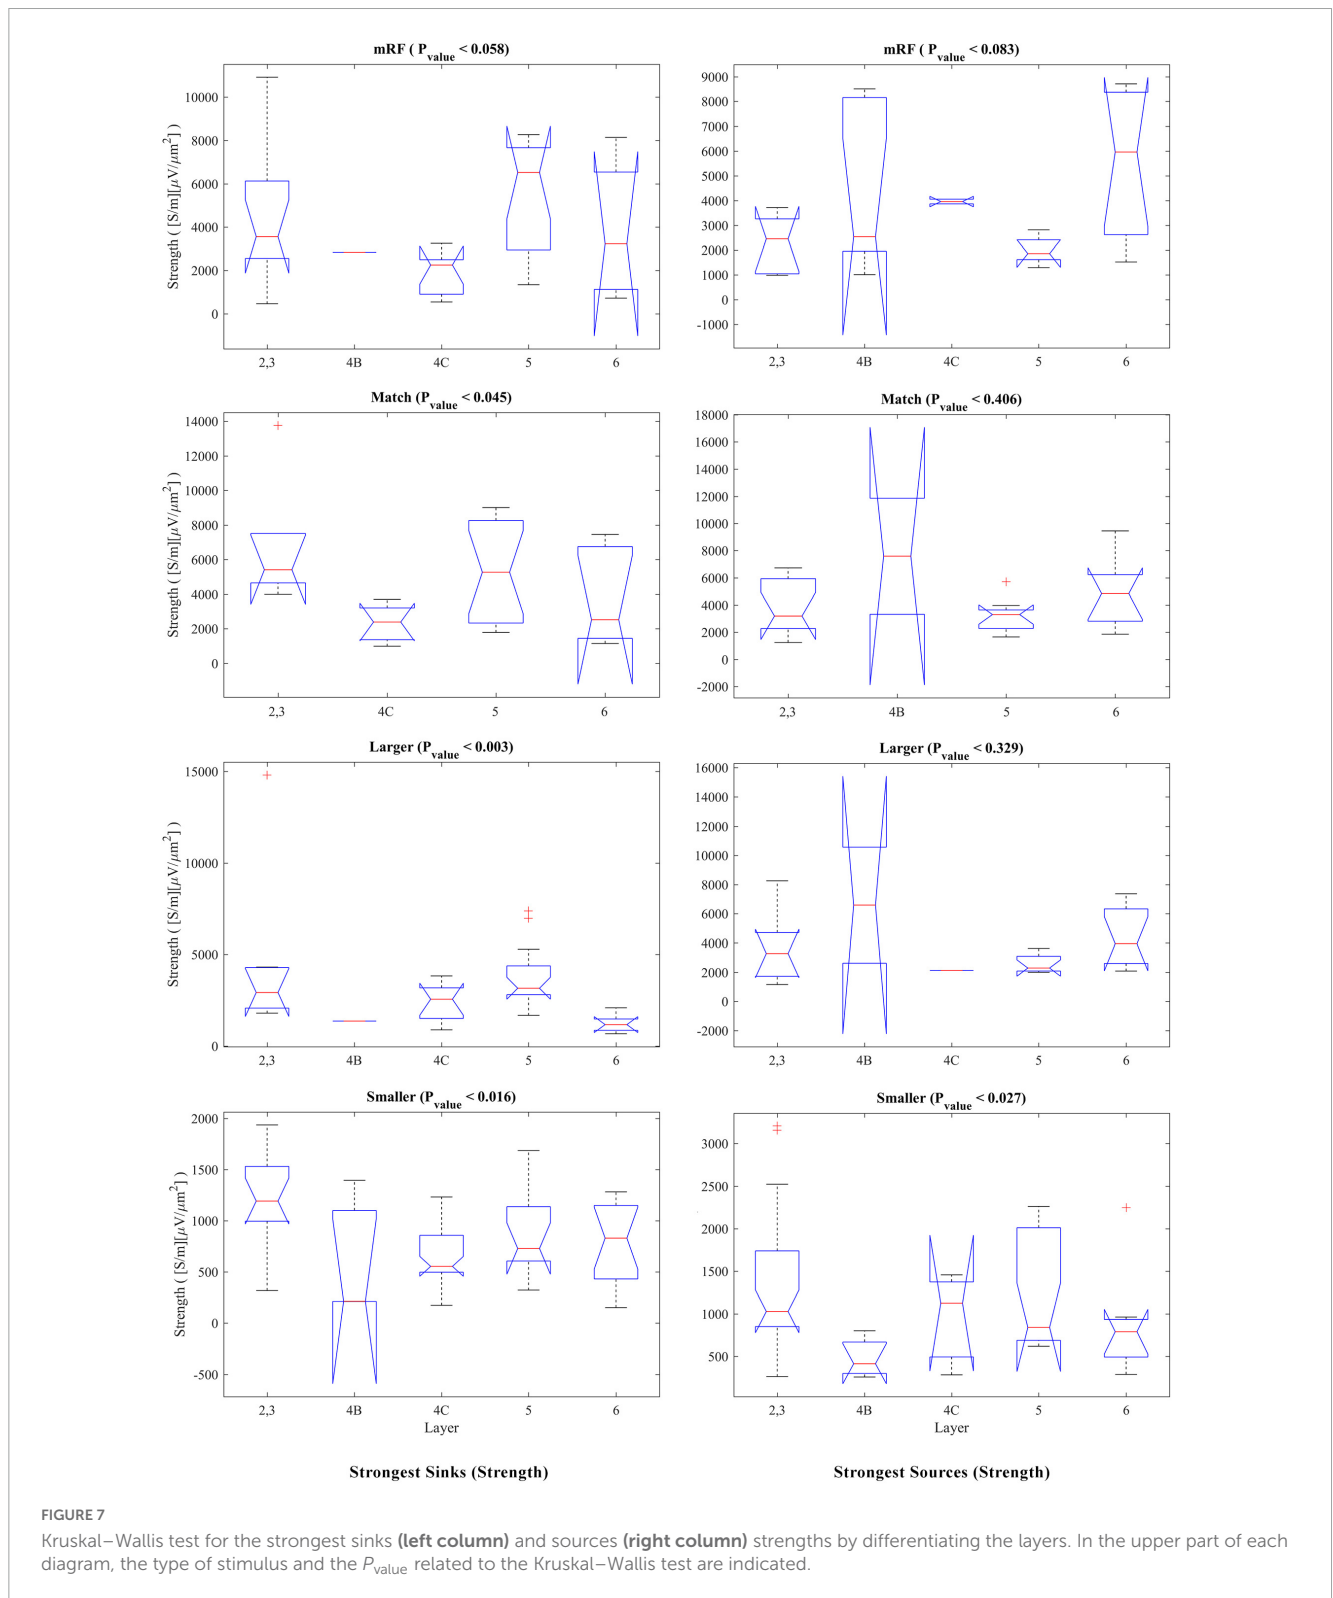 mRF ( Pvalue < 0.058)
Strength ( [S/m][μV/μm2] )
10000
8000
6000
4000
2000
0
2,3 4B 4C 5 6
mRF ( Pvalue < 0.083)
9000
8000
7000
6000
5000
4000
3000
2000
1000
0
-1000
2,3 4B 4C 5 6
Match (Pvalue < 0.045)
Strength ( [S/m][μV/μm2] )
14000
12000
10000
8000
6000
4000
2000
0
2,3 4C 5 6
Match (Pvalue < 0.406)
18000
16000
14000
12000
10000
8000
6000
4000
2000
0
-2000
2,3 4B 5 6
Larger (Pvalue < 0.003)
Strength ( [S/m][μV/μm2] )
15000
10000
5000
0
2,3 4B 4C 5 6
Larger (Pvalue < 0.329)
16000
14000
12000
10000
8000
6000
4000
2000
0
-2000
2,3 4B 4C 5 6
Smaller (Pvalue < 0.016)
Strength ( [S/m][μV/μm2] )
2000
1500
1000
500
0
-500
2,3 4B 4C 5 6
Layer
Smaller (Pvalue < 0.027)
3000
2500
2000
1500
1000
500
2,3 4B 4C 5 6
Layer
Strongest Sinks (Strength)
Strongest Sources (Strength)
FIGURE 7
Kruskal–Wallis test for the strongest sinks (left column) and sources (right column) strengths by differentiating the layers. In the upper part of each
diagram, the type of stimulus and the Pvalue related to the Kruskal–Wallis test are indicated.